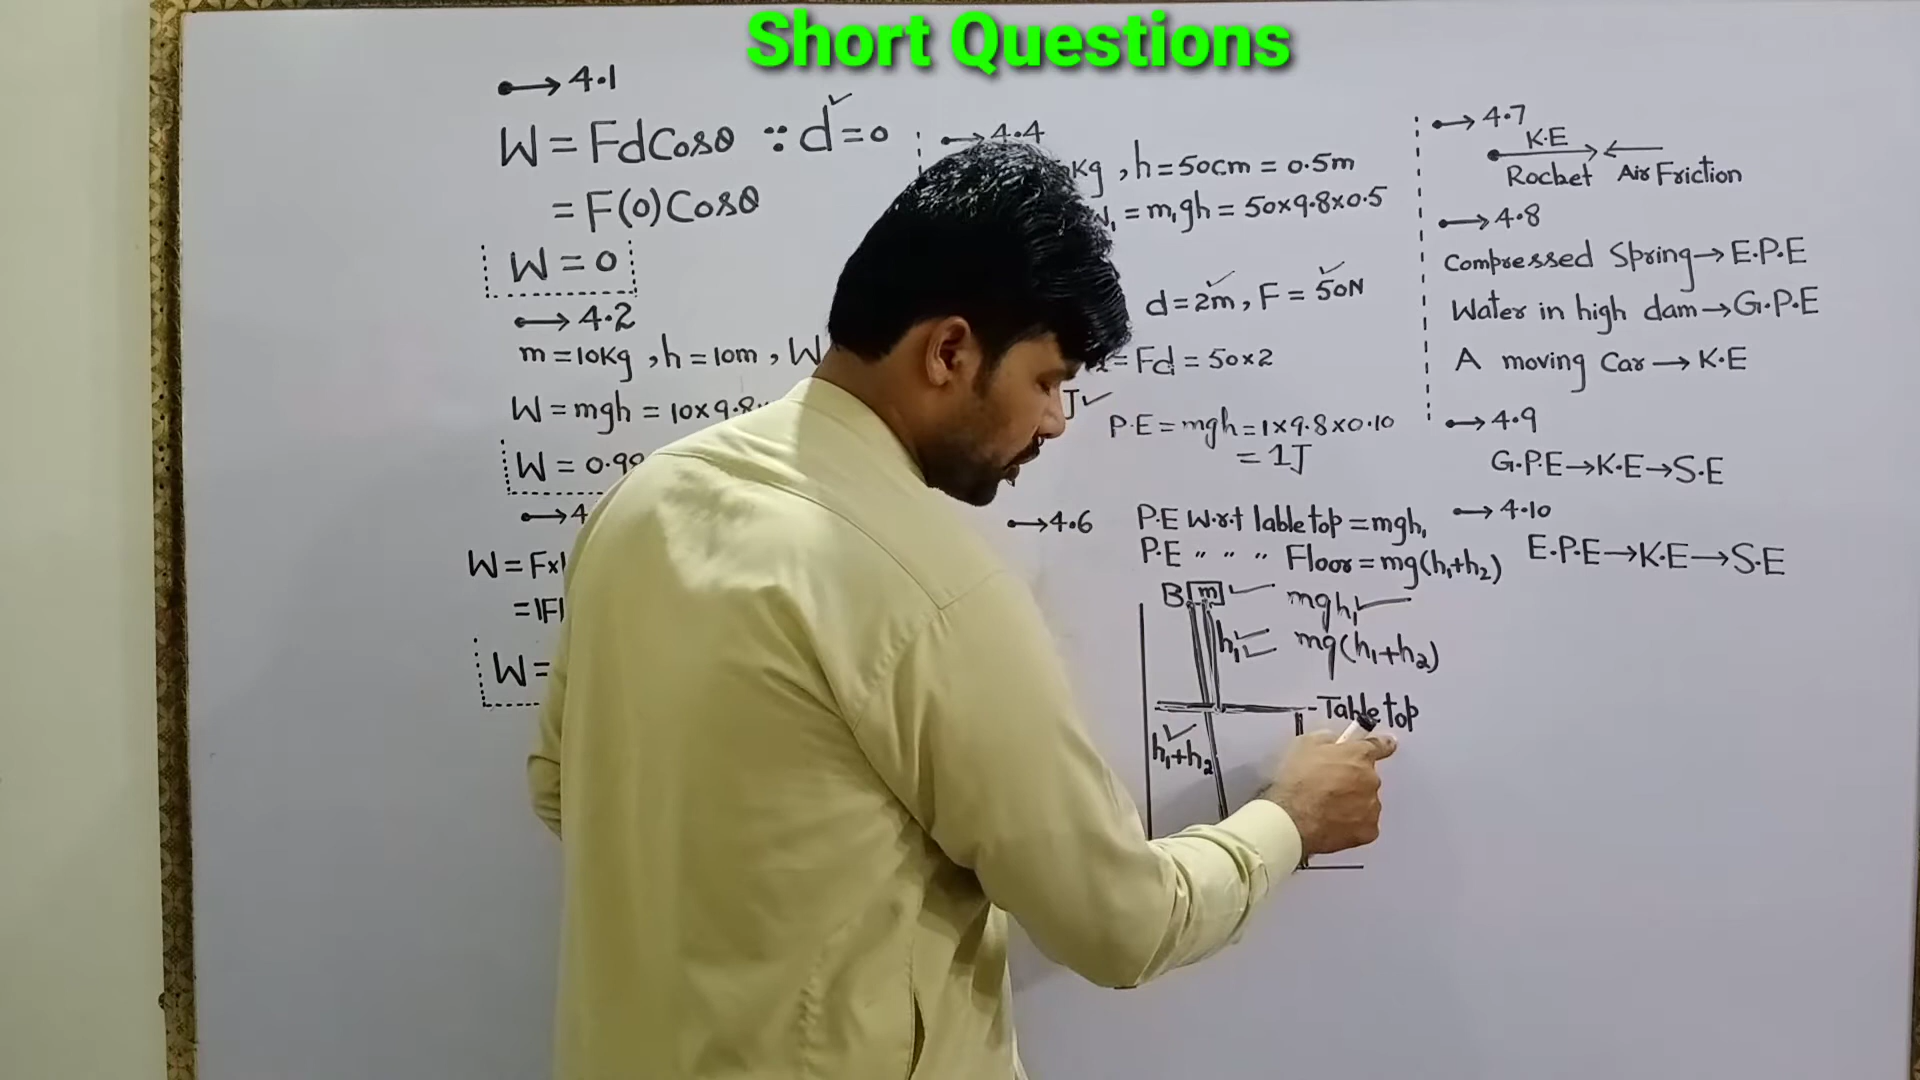 Short Questions
4.1
W = FdCosθ ∵ d = 0
= F(0)Cosθ
W = 0
4.2
m = 10Kg, h = 10m, W
W = mgh = 10×9.8
W = 0.98
4
W = F×
= |F|
W =
4.4
Kg, h = 50cm = 0.5m
W₁ = m₁gh = 50×9.8×0.5
d = 2m, F = 50N
= Fd = 50×2
J
P.E = mgh = 1×9.8×0.10
= 1J
4.6
P.E W.r.t lable top = mgh₁
P.E " " " Floor = mg(h₁+h₂)
B m mgh₁
h₁ mg(h₁+h₂)
Table top
h₁+h₂
4.7
K.E
Rocket Air Friction
4.8
Compressed Spring → E.P.E
Water in high dam → G.P.E
A moving Car → K.E
4.9
G.P.E → K.E → S.E
4.10
E.P.E → K.E → S.E